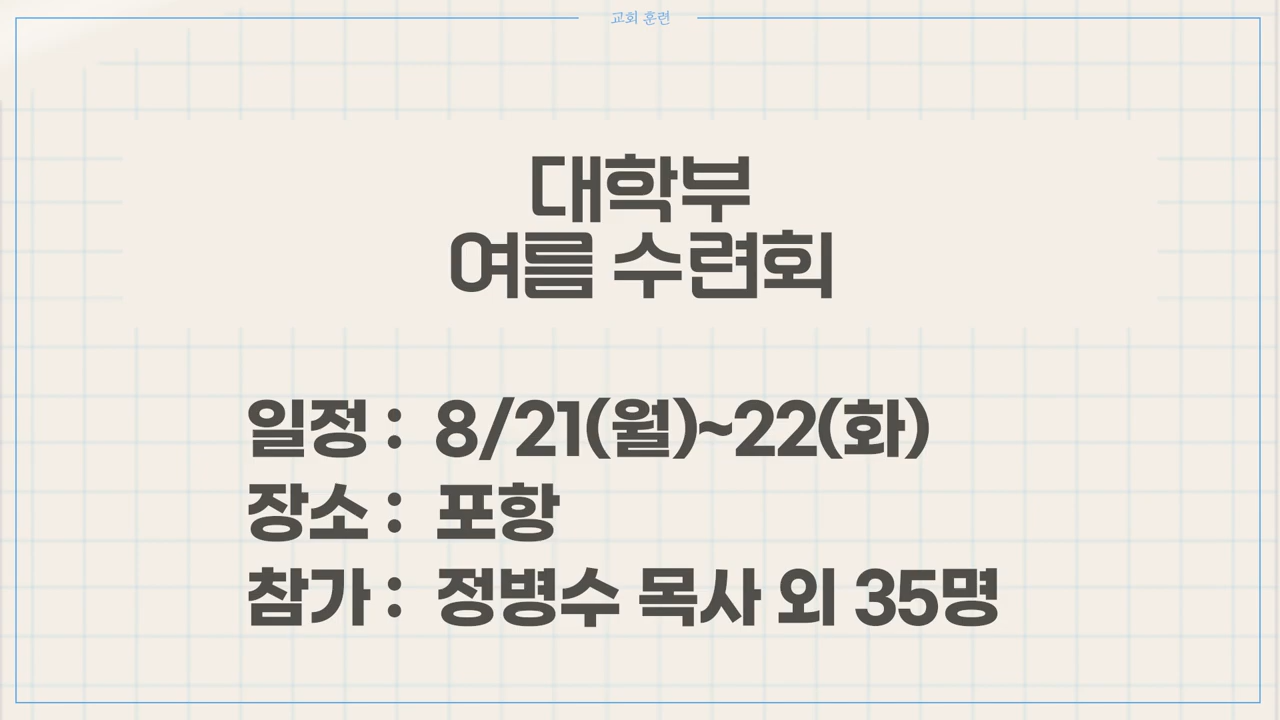 교회 훈련
대학부
여름 수련회
일정 : 8/21(월)~22(화)
장소 : 포항
참가 : 정병수 목사 외 35명